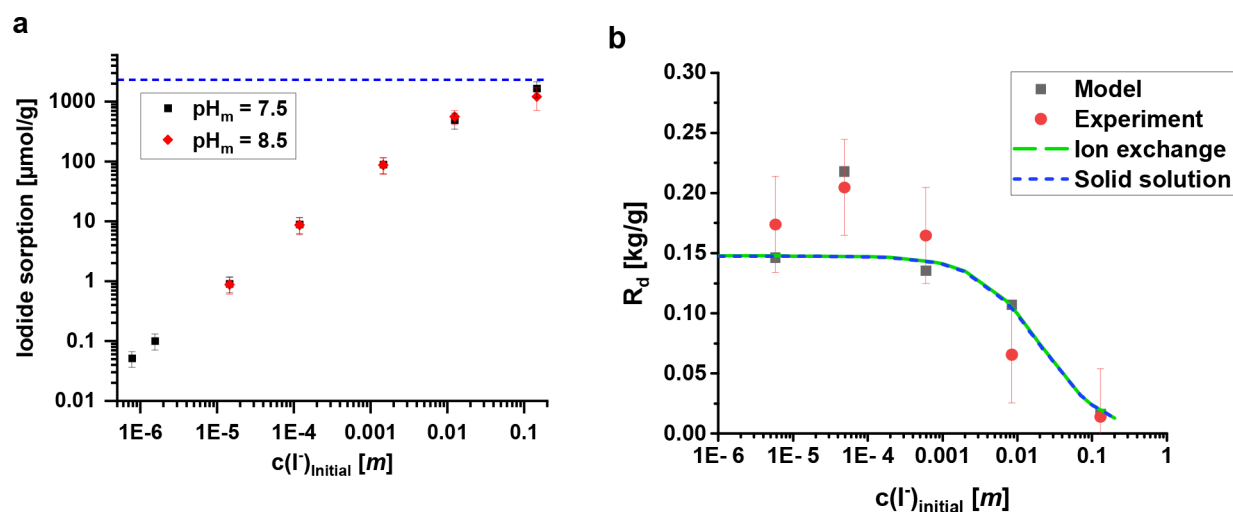 a
Iodide sorption [µmol/g]
1000
100
10
1
0.1
0.01
pHₘ = 7.5
pHₘ = 8.5
1E-6
1E-5
1E-4
0.001
0.01
0.1
c(I⁻)Initial [m]
b
R_d [kg/g]
0.30
0.25
0.20
0.15
0.10
0.05
0.00
Model
Experiment
Ion exchange
Solid solution
1E- 6
1E- 5
1E- 4
0.001
0.01
0.1
1
c(I⁻)initial [m]